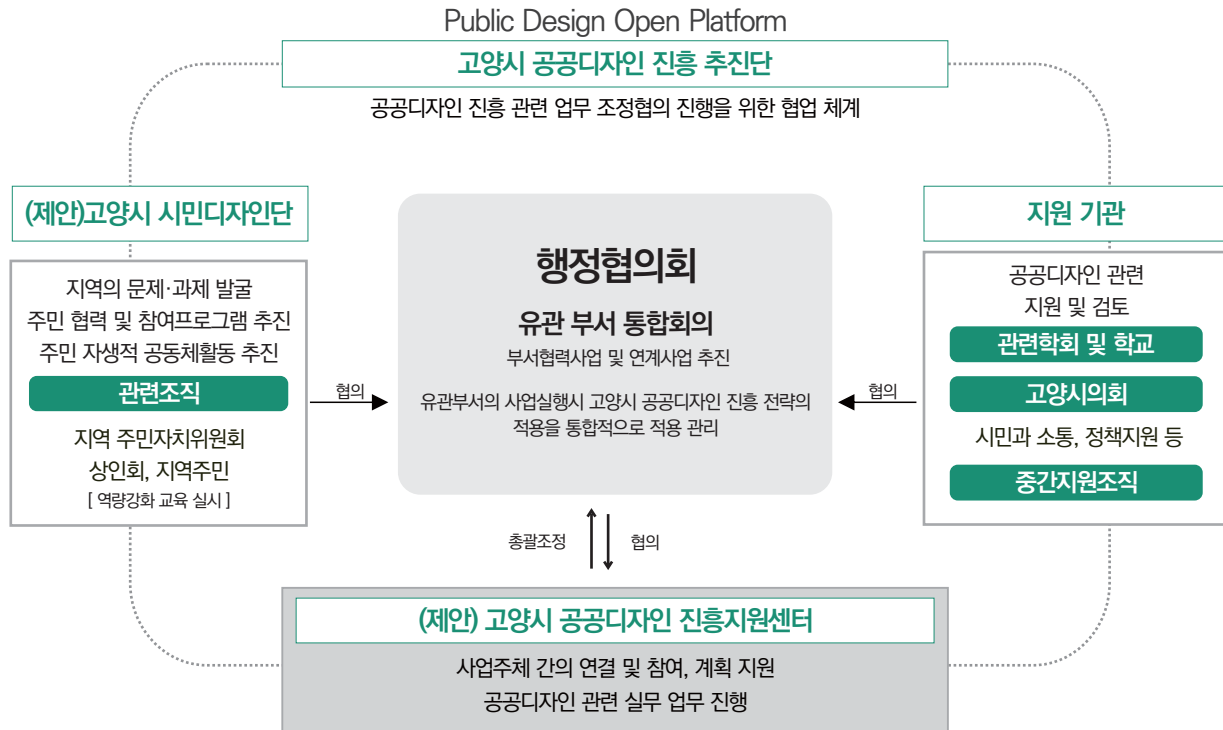 Public Design Open Platform
고양시 공공디자인 진흥 추진단
공공디자인 진흥 관련 업무 조정협의 진행을 위한 협업 체계
(제안)고양시 시민디자인단
지역의 문제·과제 발굴
주민 협력 및 참여프로그램 추진
주민 자생적 공동체활동 추진
관련조직
지역 주민자치위원회
상인회, 지역주민
[ 역량강화 교육 실시 ]
협의
행정협의회
유관 부서 통합회의
부서협력사업 및 연계사업 추진
유관부서의 사업실행시 고양시 공공디자인 진흥 전략의
적용을 통합적으로 적용 관리
협의
지원 기관
공공디자인 관련
지원 및 검토
관련학회 및 학교
고양시의회
시민과 소통, 정책지원 등
중간지원조직
총괄조정
협의
(제안) 고양시 공공디자인 진흥지원센터
사업주체 간의 연결 및 참여, 계획 지원
공공디자인 관련 실무 업무 진행